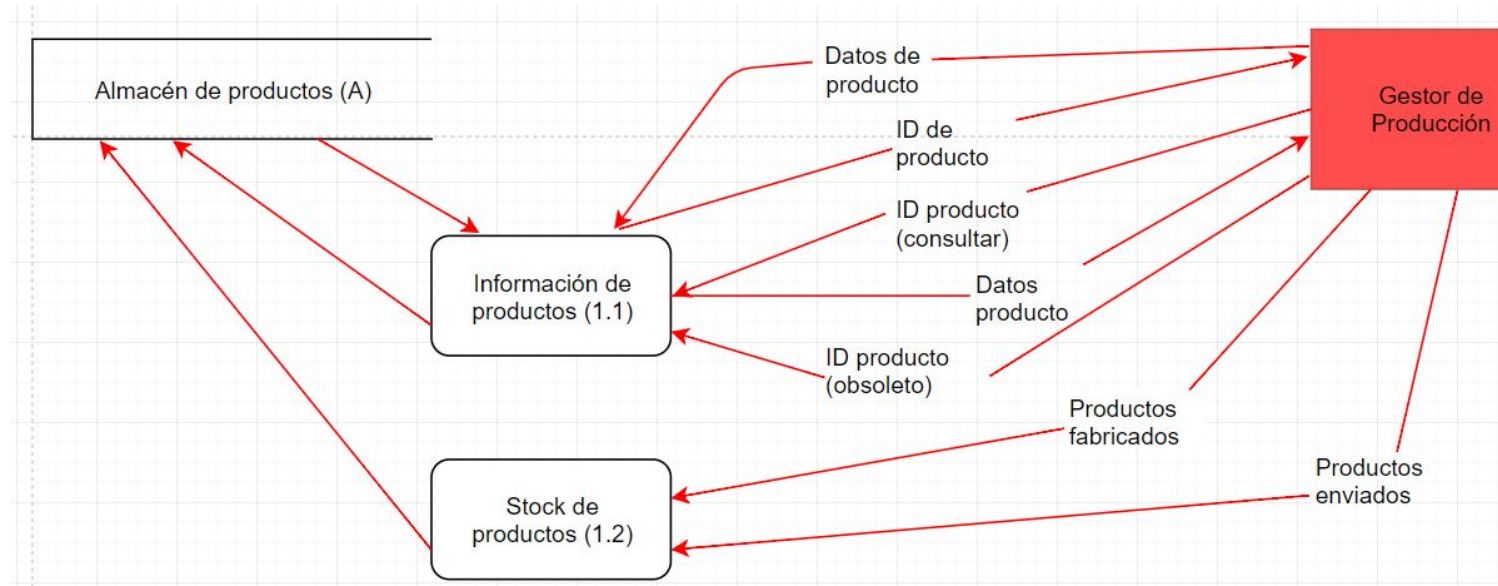 Almacén de productos (A)
Datos de
producto
Gestor de
Producción
ID de
producto
ID producto
(consultar)
Información de
productos (1.1)
Datos
producto
ID producto
(obsoleto)
Productos
fabricados
Productos
enviados
Stock de
productos (1.2)